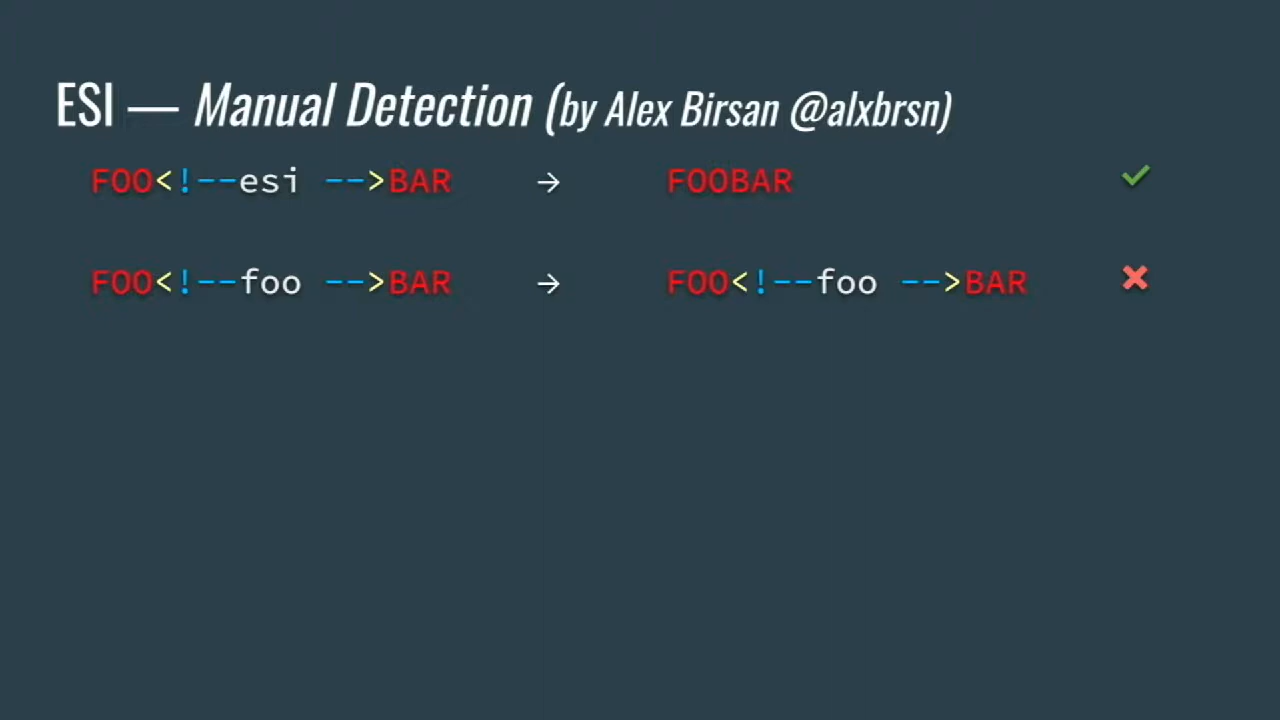 ESI — Manual Detection (by Alex Birsan @alxbrsn)
FOO<!--esi -->BAR → FOOBAR ✓
FOO<!--foo -->BAR → FOO<!--foo -->BAR ✖